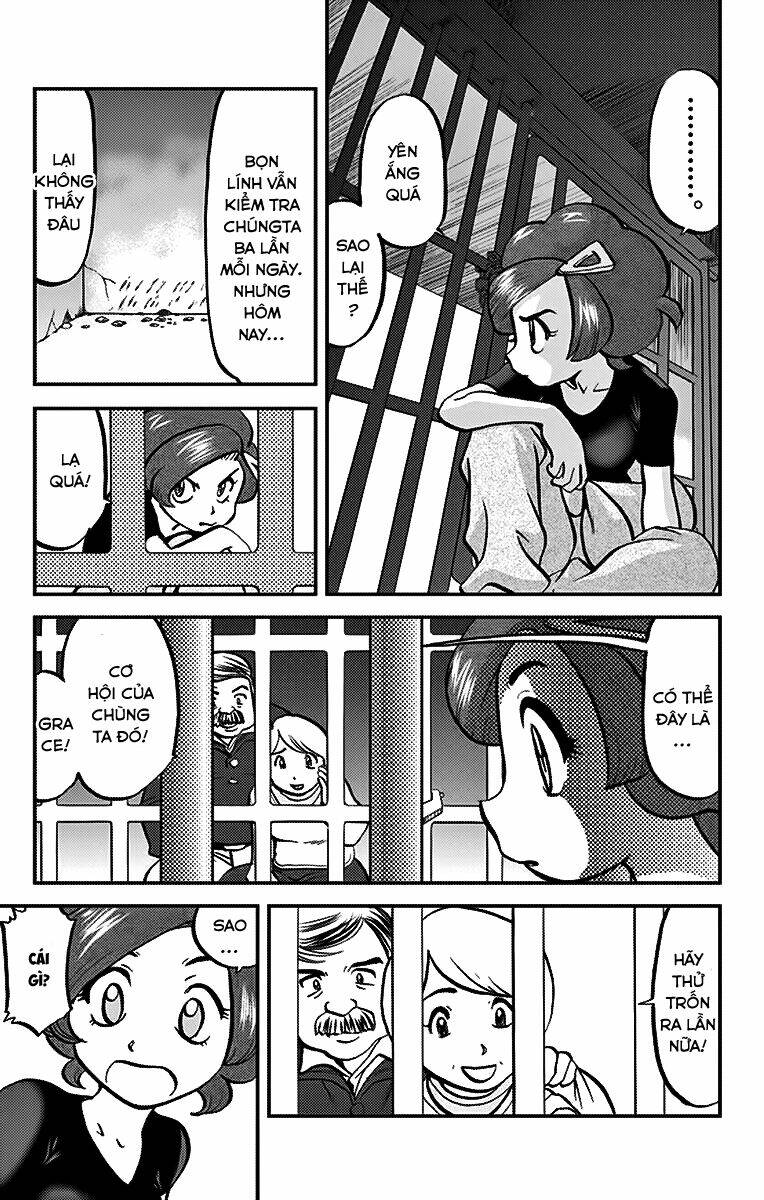 .......
YÊN
ẮNG
QUÁ
SAO
LẠI
THẾ
?
BỌN
LÍNH VẪN
KIỂM TRA
CHÚNGTA
BA LẦN
MỖI NGÀY.
NHƯNG
HÔM
NAY...
LẠI
KHÔNG
THẤY
ĐÂU
LẠ
QUÁ!
CÓ THỂ
ĐÂY LÀ
...
CƠ
HỘI CỦA
CHÙNG
TA ĐÓ!
GRA
CE!
HÃY
THỬ
TRỐN
RA LẦN
NỮA!
SAO
...
CÁI
GÌ?